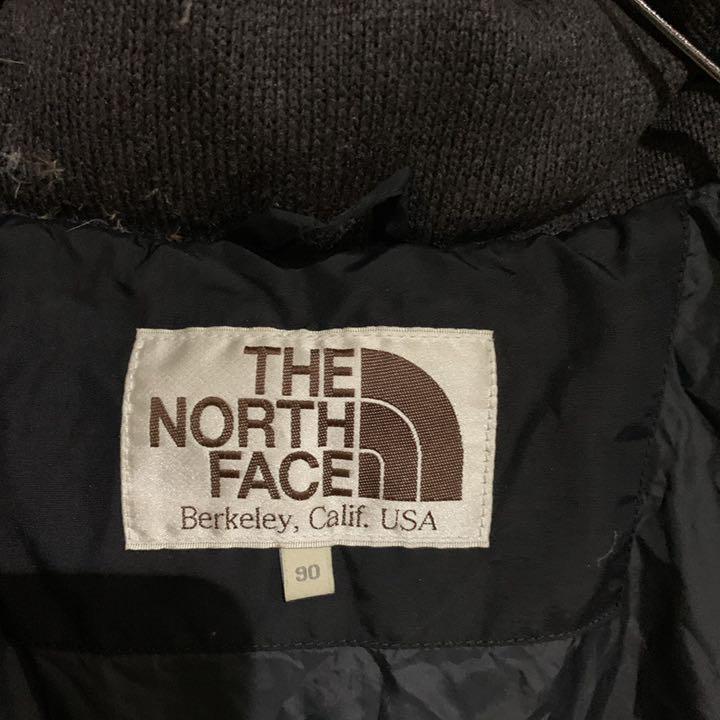 THE
NORTH
FACE
Berkeley, Calif. USA
90